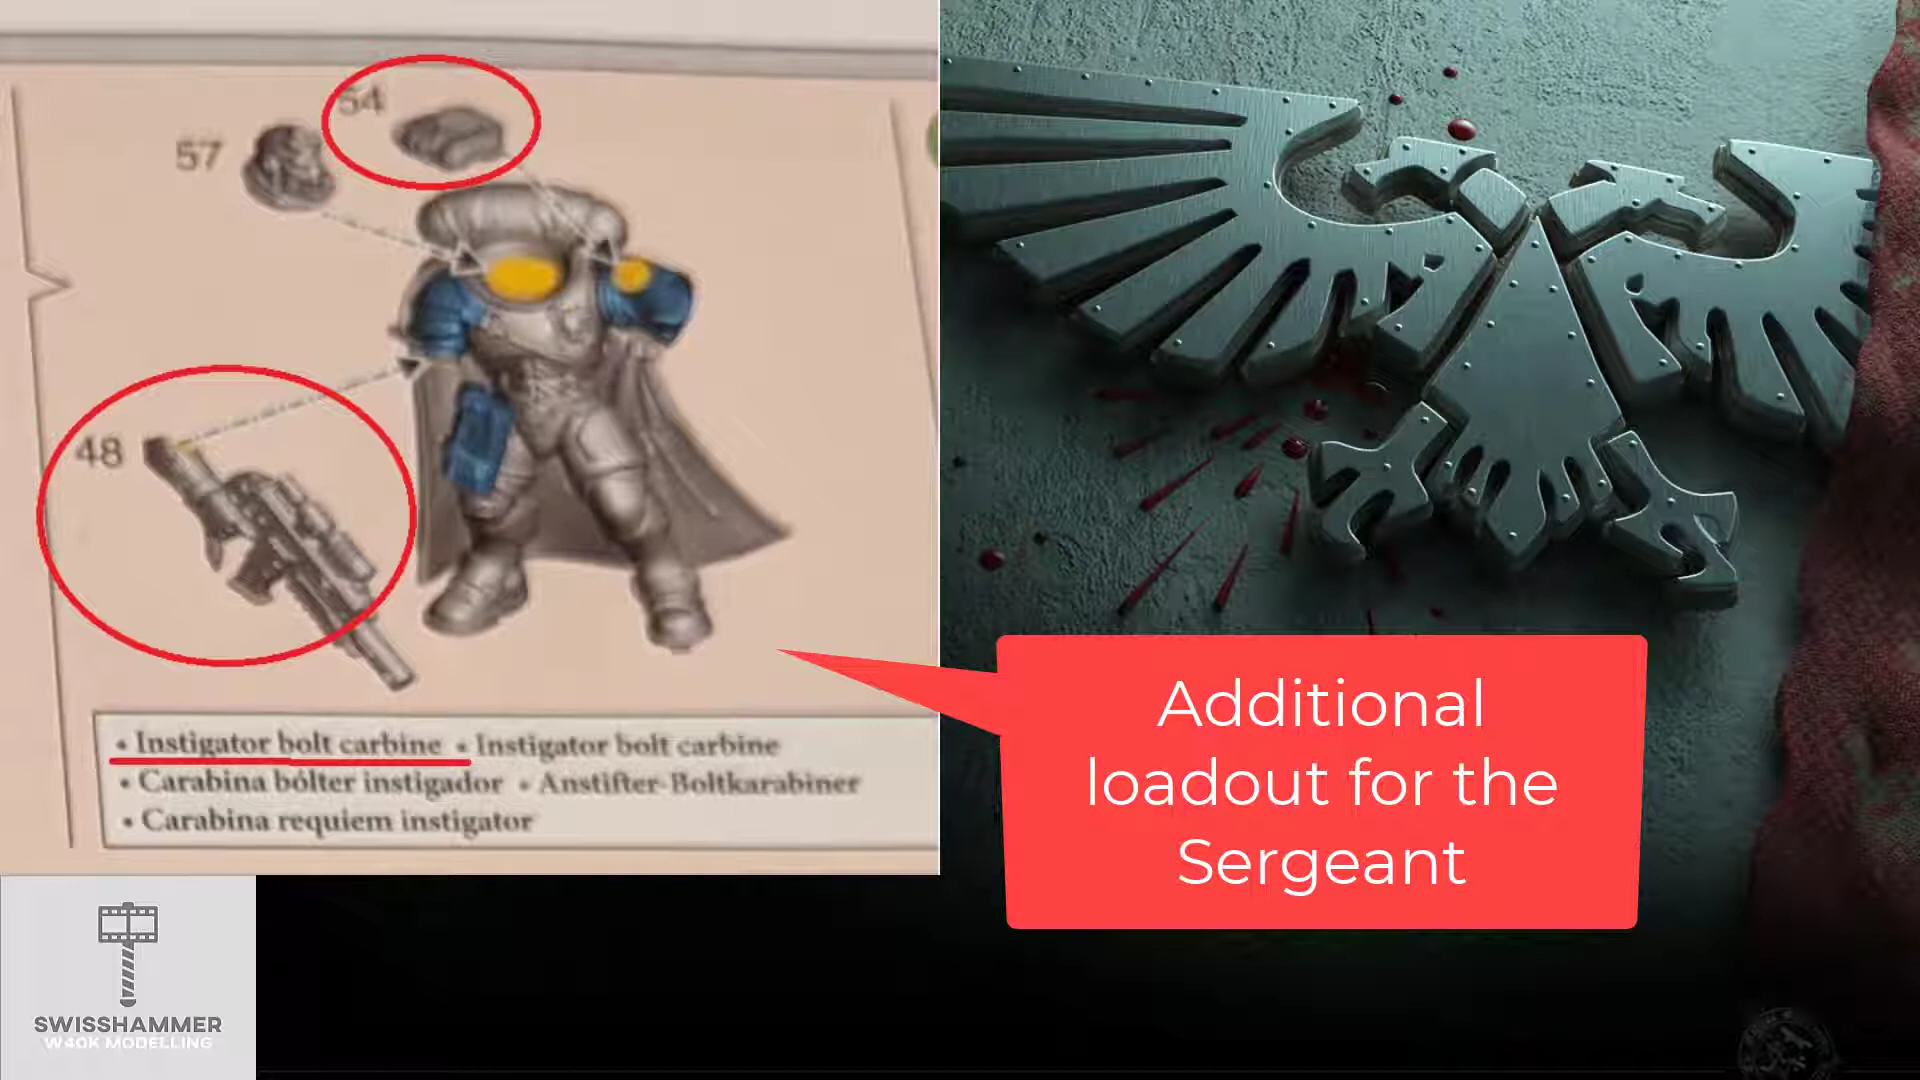 54
57
48
• Instigator bolt carbine • Instigator bolt carbine
• Carabina bólter instigador • Anstifter-Boltkarabiner
• Carabina requiem instigator
Additional
loadout for the
Sergeant
SWISSHAMMER
W40K MODELLING